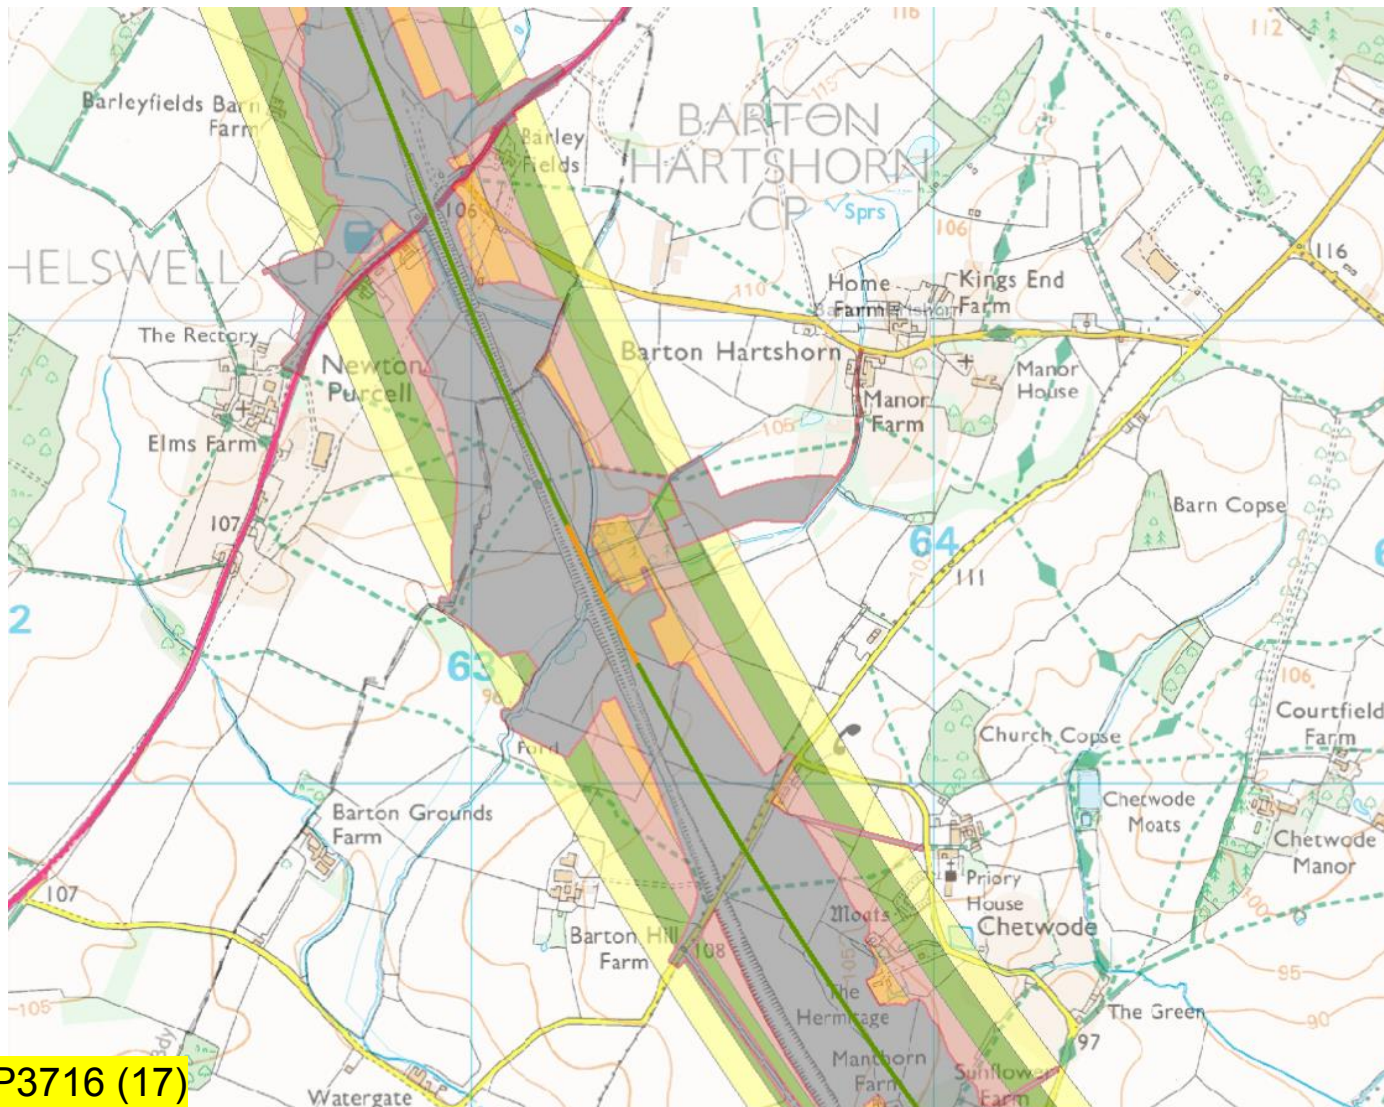 116
112
Barleyfields Barn
Farm
115
BARTON
HARTSHORN
CP
Barley
Fields
106
Sprs
106
116
HELSWELL CP
110
Home
Farm
Kings End
Farm
The Rectory
Newton
Purcell
Barton Hartshorn
Manor
House
Manor
Farm
105
Elms Farm
107
Barn Copse
64
111
2
63
96
106
Courtfield
Farm
Church Copse
Ford
Chetwode
Moats
Barton Grounds
Farm
Chetwode
Manor
107
Priory
House
Moats
Chetwode
100
Barton Hill
Farm
108
105
95
105
The
Hermitage
The Green
90
97
Bdy
Manthorn
Farm
Sunflower
Farm
P3716 (17)
Watergate